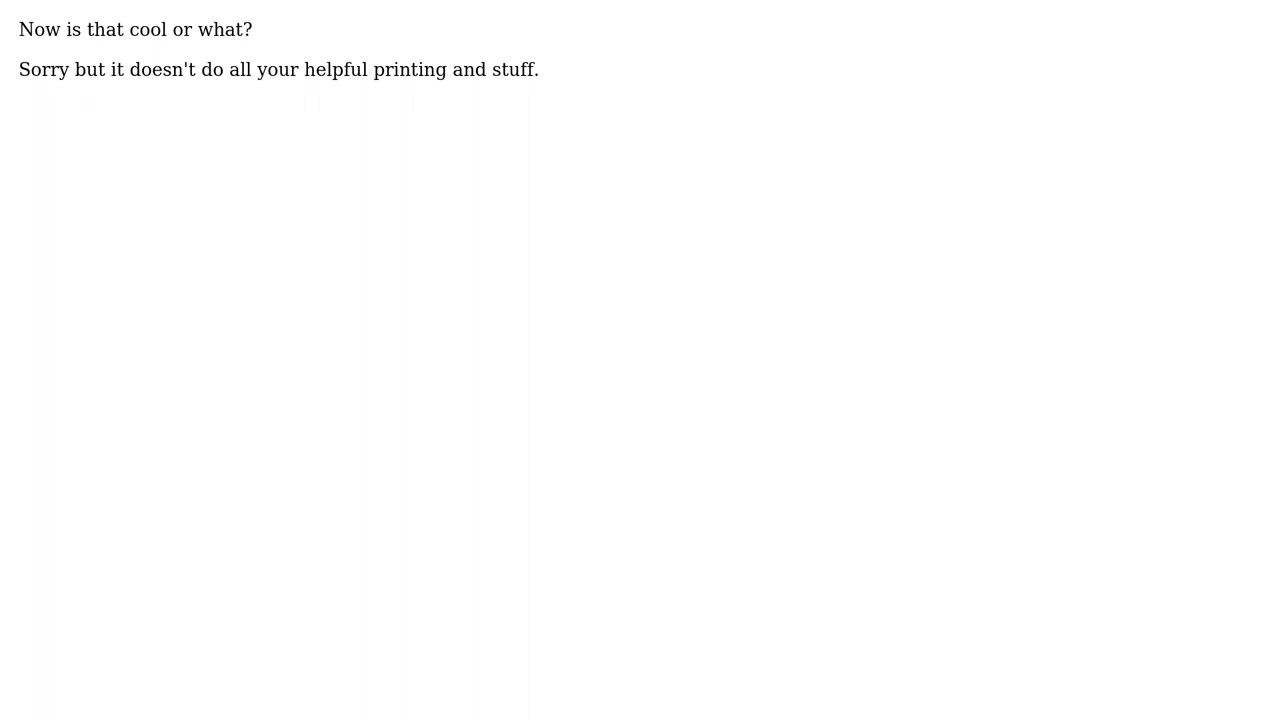 Now is that cool or what?
Sorry but it doesn't do all your helpful printing and stuff.